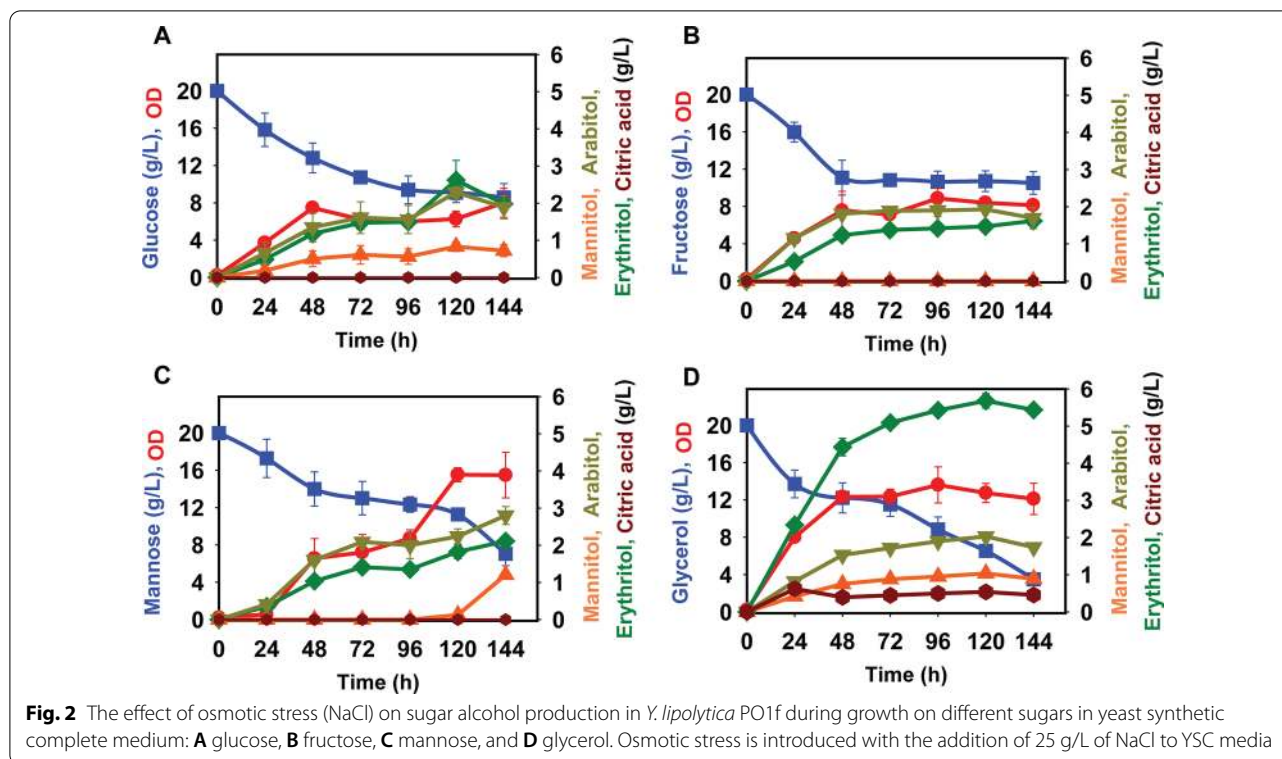 A
Glucose (g/L), OD
20
16
12
8
4
0
0 24 48 72 96 120 144
Time (h)
6
5
4
3
2
1
0
Mannitol, Arabitol,
Erythritol, Citric acid (g/L)
B
Fructose (g/L), OD
20
16
12
8
4
0
0 24 48 72 96 120 144
Time (h)
6
5
4
3
2
1
0
Mannitol, Arabitol,
Erythritol, Citric acid (g/L)
C
Mannose (g/L), OD
20
16
12
8
4
0
0 24 48 72 96 120 144
Time (h)
6
5
4
3
2
1
0
Mannitol, Arabitol,
Erythritol, Citric acid (g/L)
D
Glycerol (g/L), OD
20
16
12
8
4
0
0 24 48 72 96 120 144
Time (h)
6
5
4
3
2
1
0
Mannitol, Arabitol,
Erythritol, Citric acid (g/L)
Fig. 2 The effect of osmotic stress (NaCl) on sugar alcohol production in Y. lipolytica PO1f during growth on different sugars in yeast synthetic
complete medium: A glucose, B fructose, C mannose, and D glycerol. Osmotic stress is introduced with the addition of 25 g/L of NaCl to YSC media